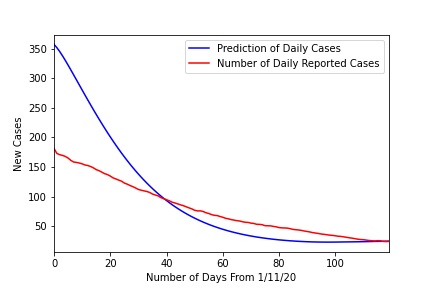 Prediction of Daily Cases
Number of Daily Reported Cases
350
300
250
200
150
100
50
New Cases
0 20 40 60 80 100
Number of Days From 1/11/20